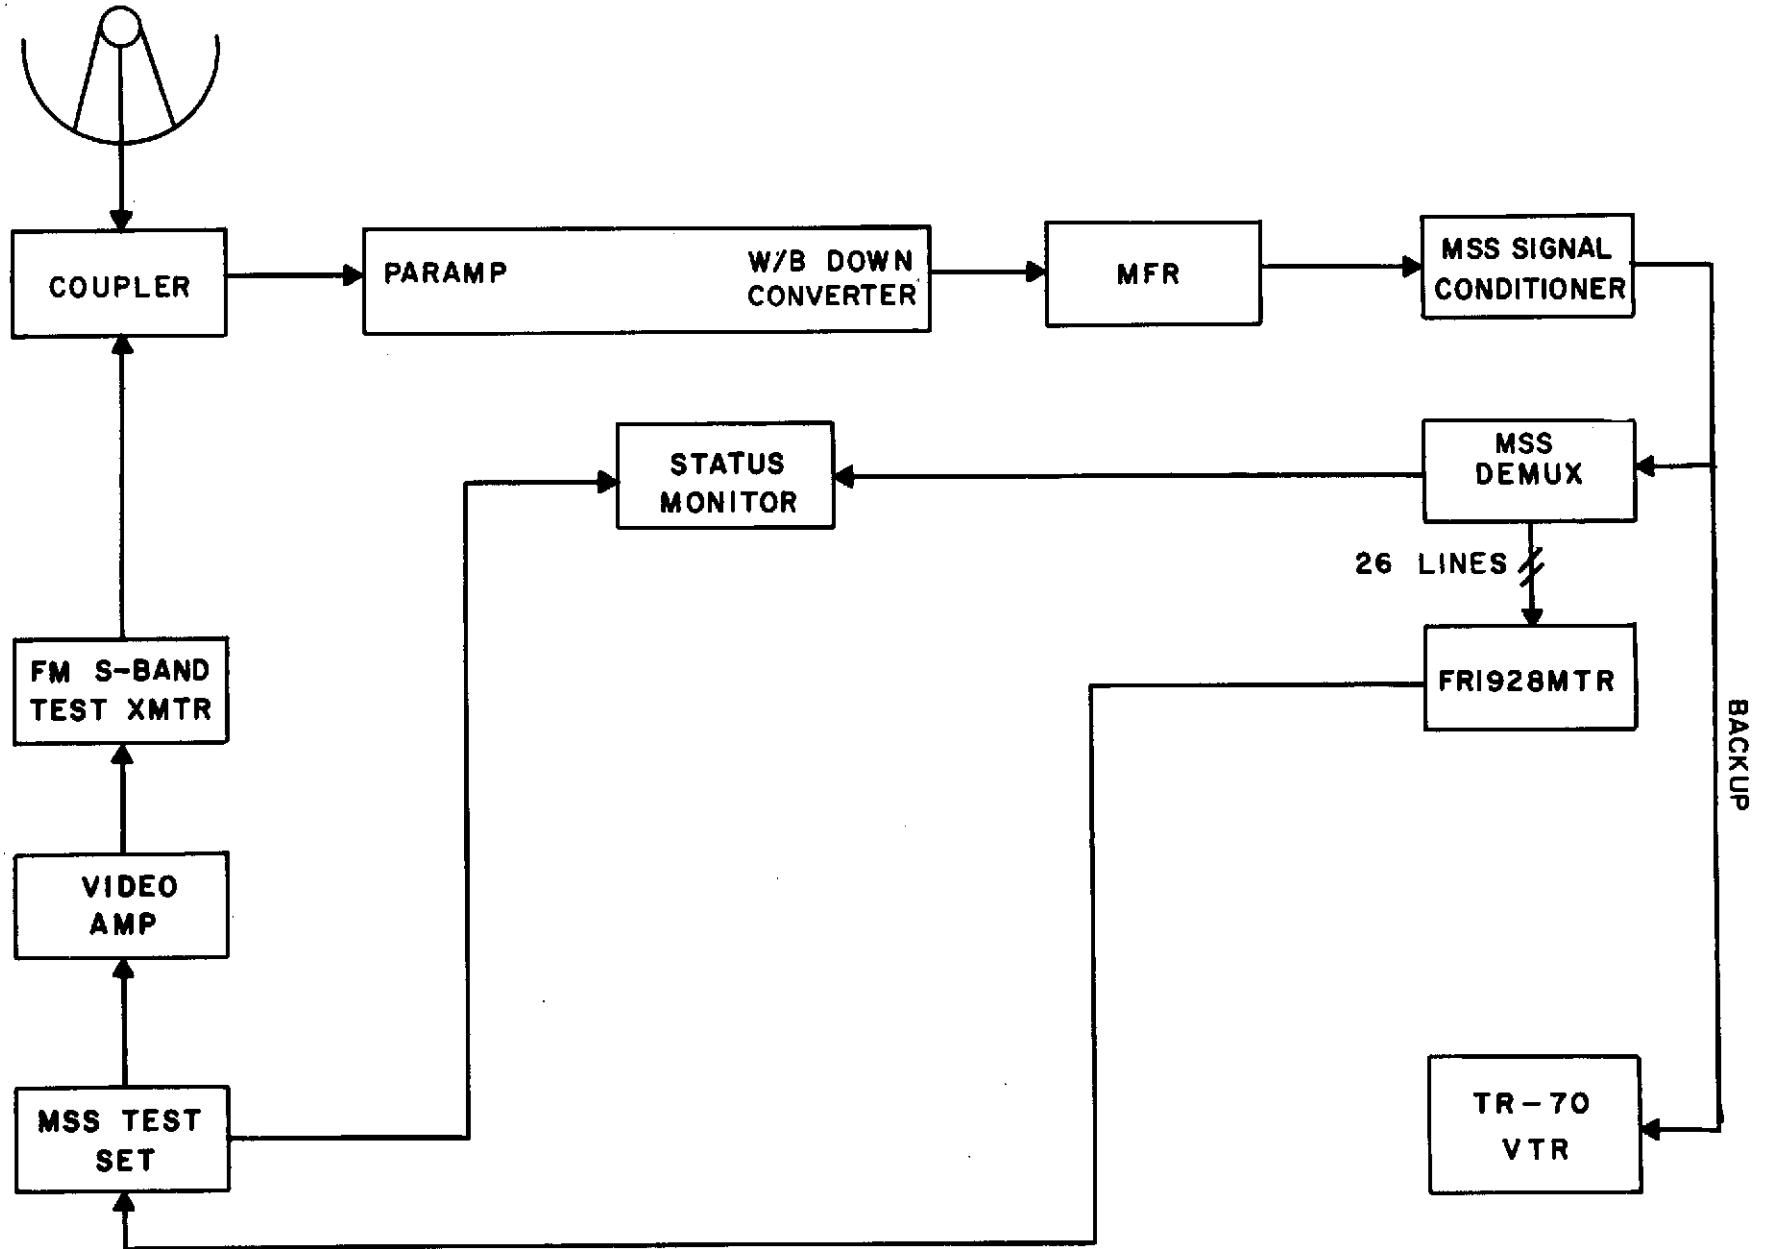 COUPLER
PARAMP
W/B DOWN
CONVERTER
MFR
MSS SIGNAL
CONDITIONER
STATUS
MONITOR
MSS
DEMUX
26 LINES
FM S-BAND
TEST XMTR
FR1928MTR
BACKUP
VIDEO
AMP
MSS TEST
SET
TR-70
VTR